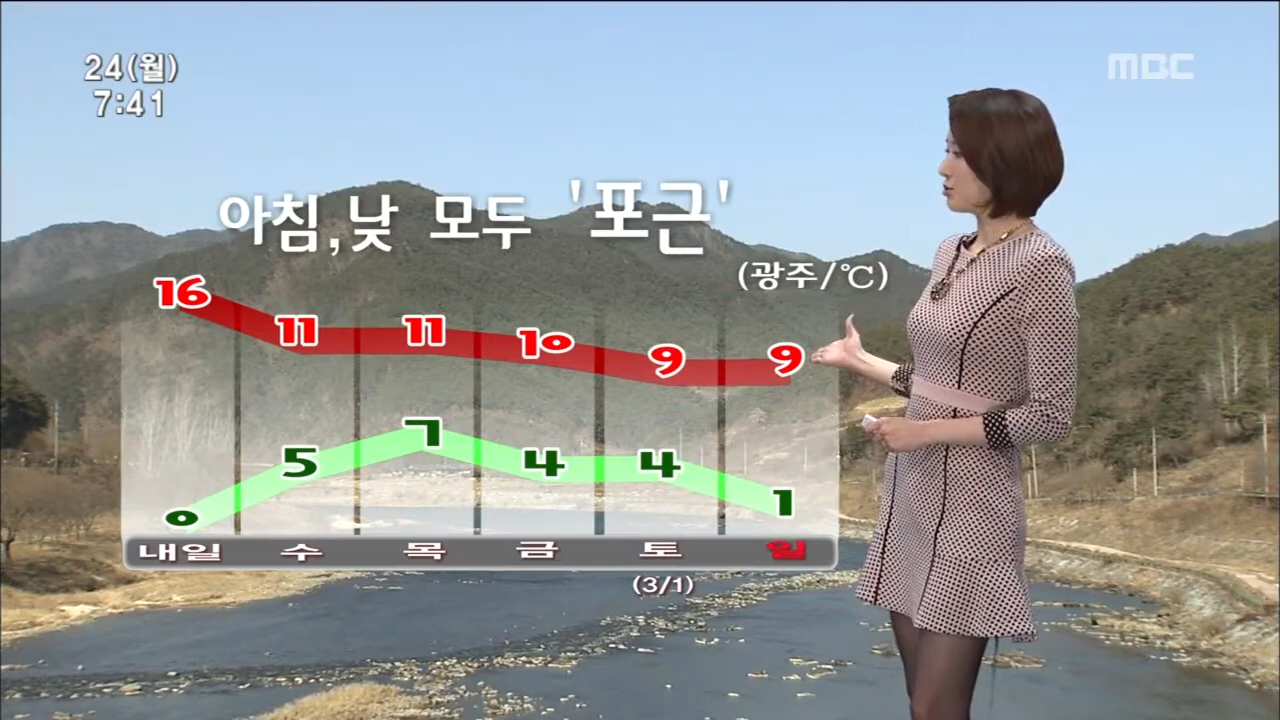 24(월)
7:41
MBC
아침,낮 모두 '포근'
(광주/℃)
16 11 11 10 9 9
0 5 7 4 4 1
내일 수 목 금 토 일
(3/1)